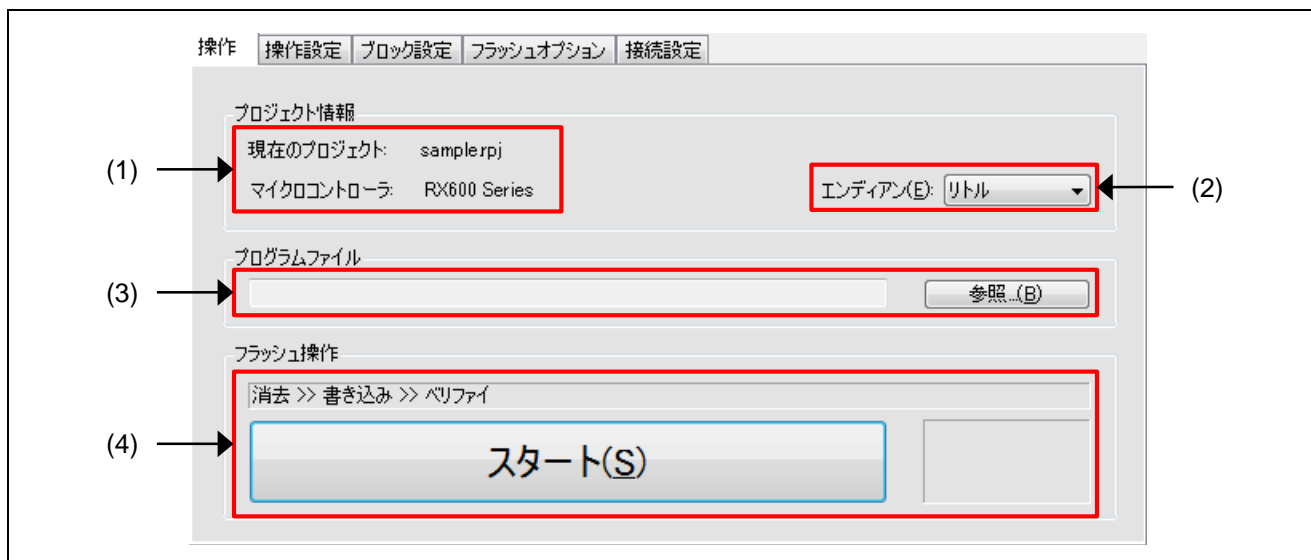 操作 操作設定 ブロック設定 フラッシュオプション 接続設定
プロジェクト情報
(1) 現在のプロジェクト: sample.rpj
マイクロコントローラ: RX600 Series
エンディアン(E): リトル (2)
プログラムファイル
(3) 参照...(B)
フラッシュ操作
消去 >> 書き込み >> ベリファイ
(4) スタート(S)